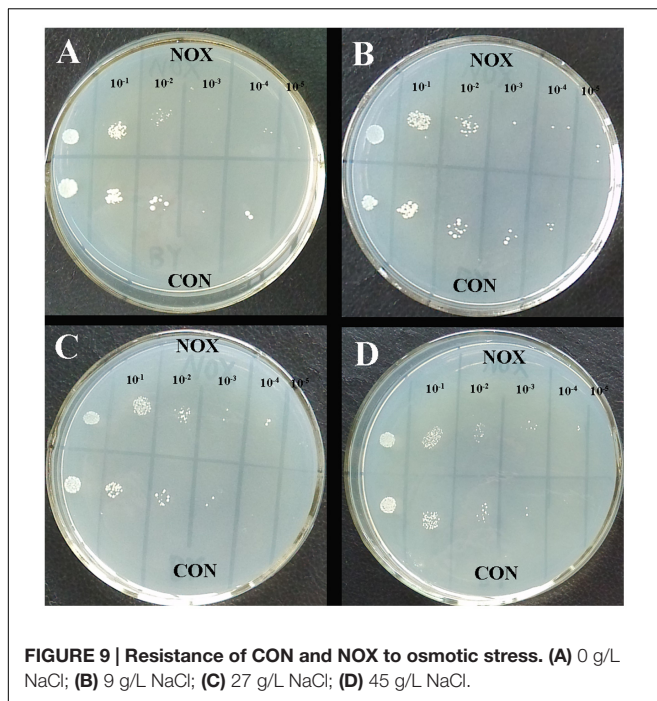 A
NOX
10-1 10-2 10-3 10-4 10-5
CON
B
NOX
10-1 10-2 10-3 10-4 10-5
CON
C
NOX
10-1 10-2 10-3 10-4 10-5
CON
D
NOX
10-1 10-2 10-3 10-4 10-5
CON
FIGURE 9 | Resistance of CON and NOX to osmotic stress. (A) 0 g/L
NaCl; (B) 9 g/L NaCl; (C) 27 g/L NaCl; (D) 45 g/L NaCl.